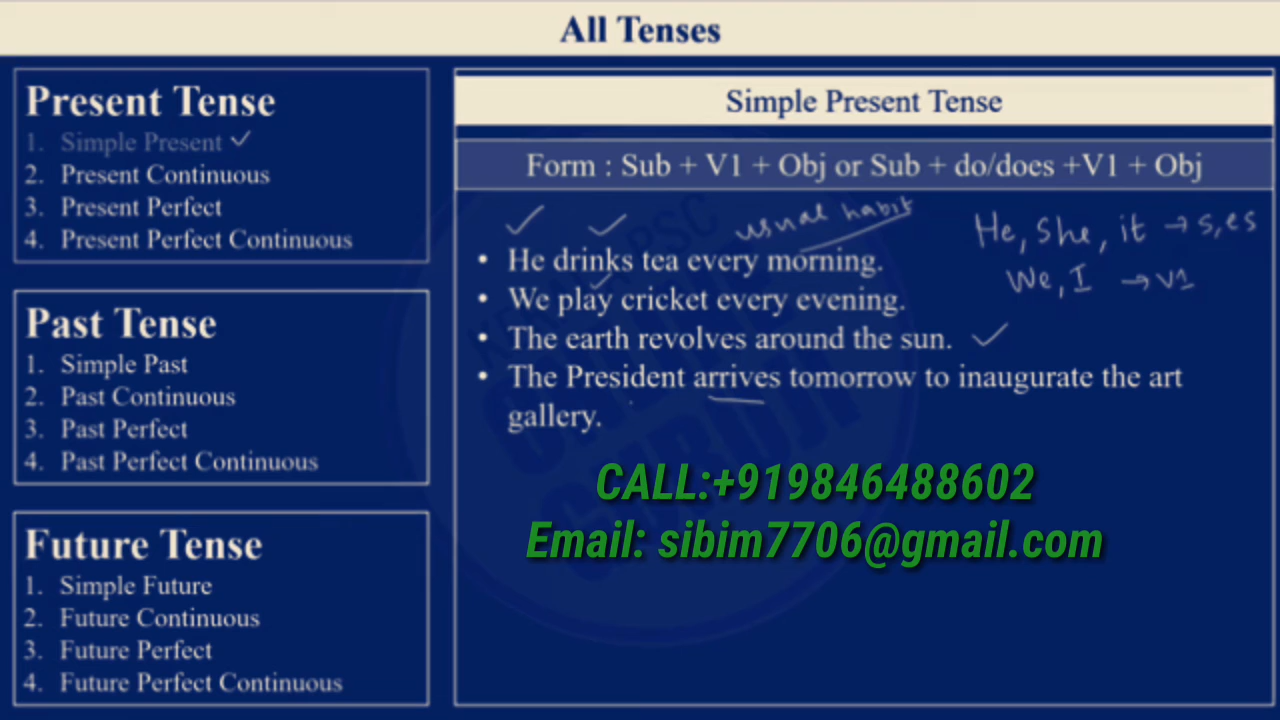 All Tenses
Present Tense
1. Simple Present
2. Present Continuous
3. Present Perfect
4. Present Perfect Continuous
Past Tense
1. Simple Past
2. Past Continuous
3. Past Perfect
4. Past Perfect Continuous
Future Tense
1. Simple Future
2. Future Continuous
3. Future Perfect
4. Future Perfect Continuous
Simple Present Tense
Form : Sub + V1 + Obj or Sub + do/does +V1 + Obj
usual habit
He, She, it → s, es
We, I → V1
• He drinks tea every morning.
• We play cricket every evening.
• The earth revolves around the sun.
• The President arrives tomorrow to inaugurate the art
gallery.
CALL:+919846488602
Email: sibim7706@gmail.com